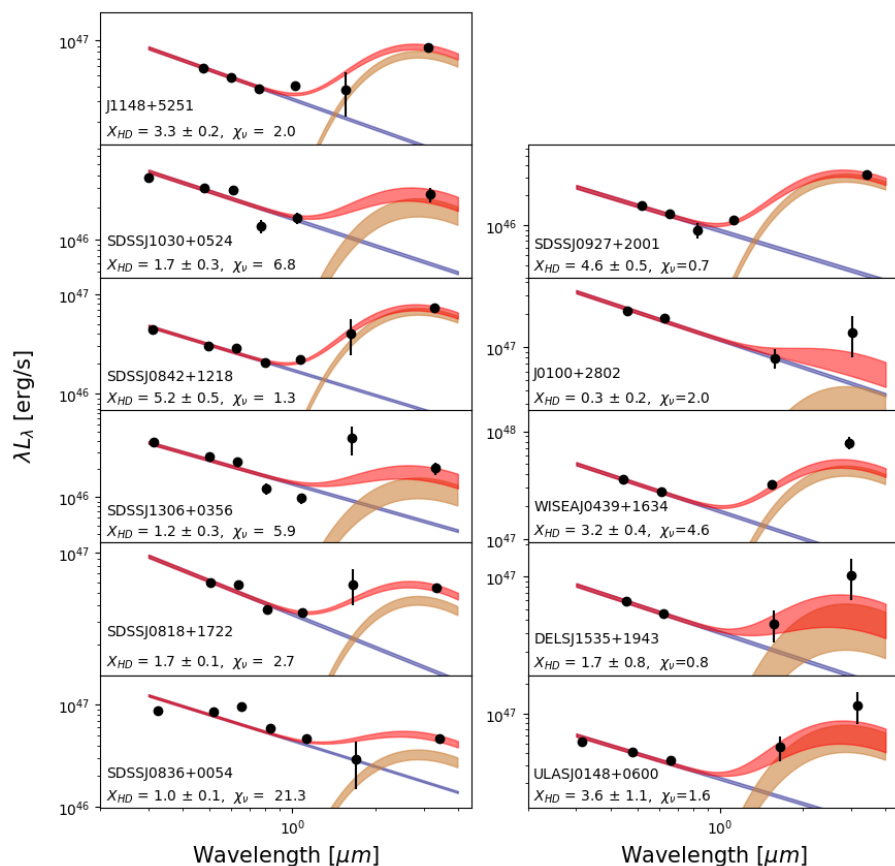 10^47
J1148+5251
X_HD = 3.3 ± 0.2, χ_ν = 2.0
10^46
SDSSJ1030+0524
X_HD = 1.7 ± 0.3, χ_ν = 6.8
10^47
SDSSJ0842+1218
10^46
X_HD = 5.2 ± 0.5, χ_ν = 1.3
10^46
SDSSJ1306+0356
X_HD = 1.2 ± 0.3, χ_ν = 5.9
10^47
SDSSJ0818+1722
X_HD = 1.7 ± 0.1, χ_ν = 2.7
10^47
SDSSJ0836+0054
X_HD = 1.0 ± 0.1, χ_ν = 21.3
10^46
10^0
Wavelength [μm]
λL_λ [erg/s]
10^46
SDSSJ0927+2001
X_HD = 4.6 ± 0.5, χ_ν=0.7
10^47
J0100+2802
X_HD = 0.3 ± 0.2, χ_ν=2.0
10^48
WISEAJ0439+1634
X_HD = 3.2 ± 0.4, χ_ν=4.6
10^47
10^47
DELSJ1535+1943
X_HD = 1.7 ± 0.8, χ_ν=0.8
10^47
ULASJ0148+0600
X_HD = 3.6 ± 1.1, χ_ν=1.6
10^0
Wavelength [μm]